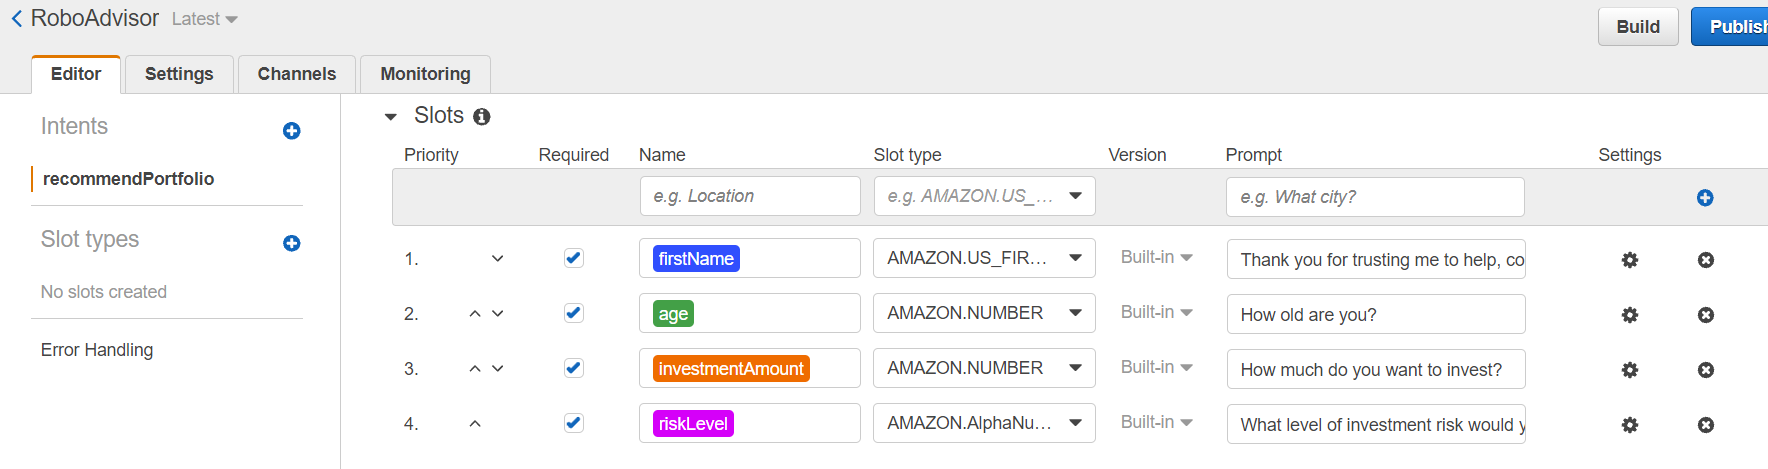 RoboAdvisor Latest
Build
Publish
Editor
Settings
Channels
Monitoring
Intents
recommendPortfolio
Slot types
No slots created
Error Handling
Slots
Priority Required Name Slot type Version Prompt Settings
e.g. Location e.g. AMAZON.US_... e.g. What city?
1. firstName AMAZON.US_FIR... Built-in Thank you for trusting me to help, co
2. age AMAZON.NUMBER Built-in How old are you?
3. investmentAmount AMAZON.NUMBER Built-in How much do you want to invest?
4. riskLevel AMAZON.AlphaNu... Built-in What level of investment risk would y